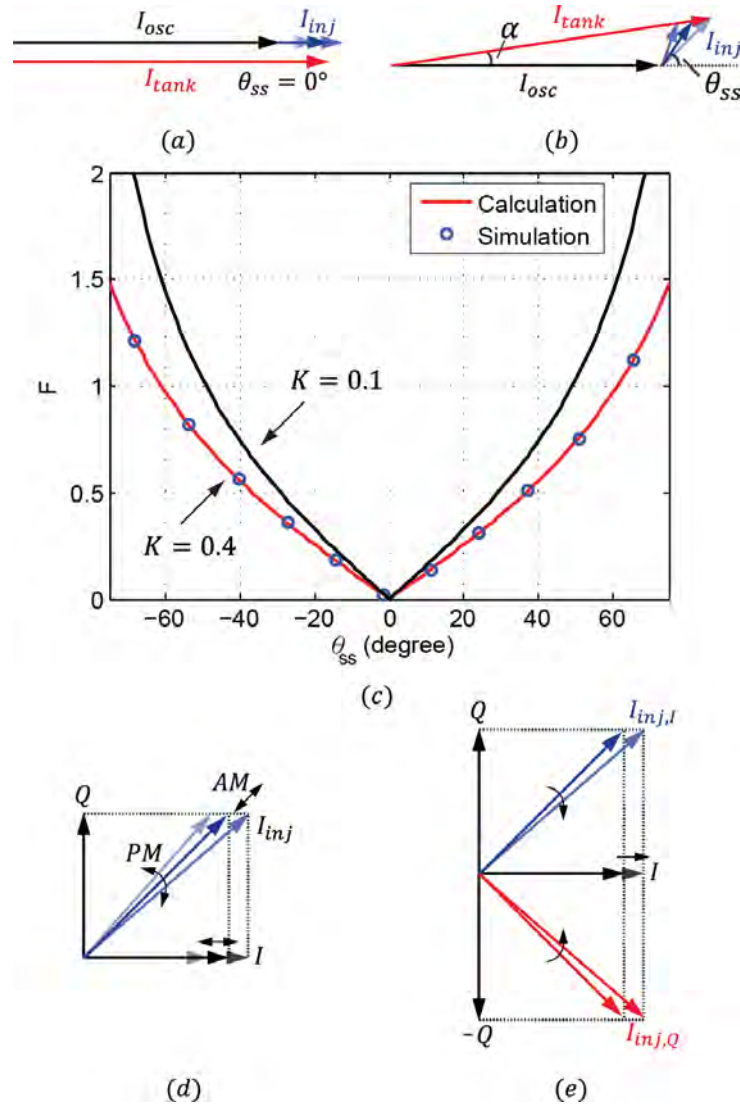 I_osc I_inj
I_tank θ_ss = 0°
(a)
I_tank
α
I_inj
I_osc θ_ss
(b)
2
1.5
1
0.5
0
F
Calculation
Simulation
K = 0.1
K = 0.4
−60 −40 −20 0 20 40 60
θ_ss (degree)
(c)
Q
AM
PM
I_inj
I
(d)
Q
I_inj,I
I
−Q
I_inj,Q
(e)